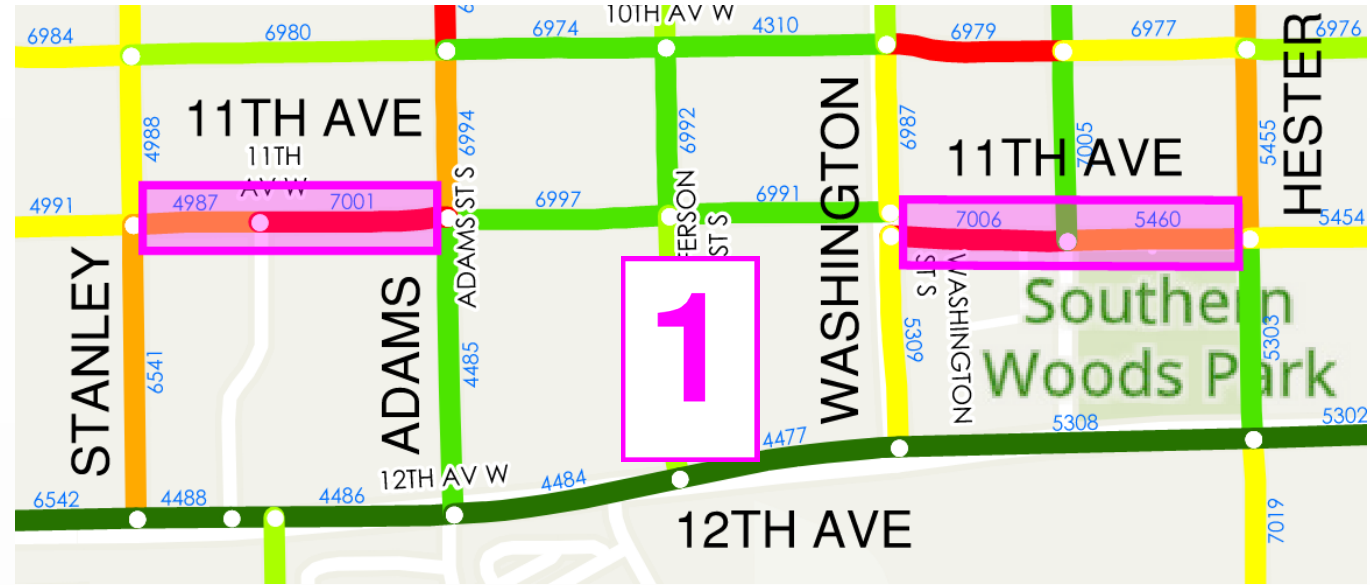 10TH AV W
6984
6980
6974
4310
6979
6977
6976
11TH AVE
11TH
AV W
4988
6994
6992
6987
7005
11TH AVE
5455
HESTER
WASHINGTON
4991
4987
7001
6997
6991
7006
5460
5454
ADAMS ST S
FERSON
ST S
WASHINGTON
ST S
STANLEY
6541
ADAMS
4485
1
5309
Southern
Woods Park
5303
12TH AV W
6542
4488
4486
4484
4477
5308
5302
12TH AVE
7019